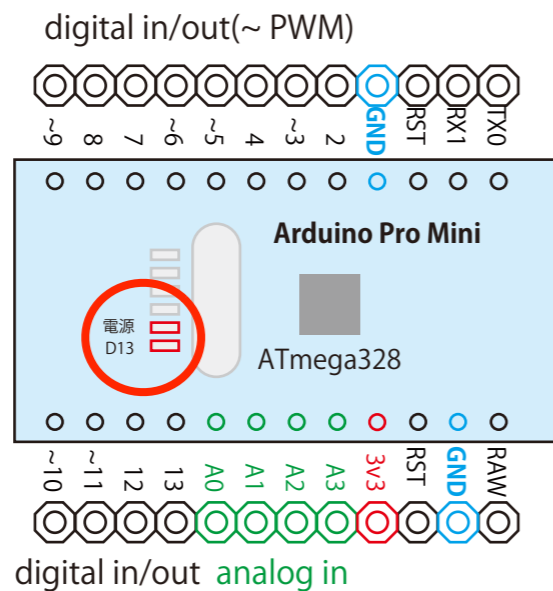 digital in/out(~ PWM)
~9 8 7 ~6 ~5 4 ~3 2 GND RST RX1 TX0
Arduino Pro Mini
電源
D13
ATmega328
~10 ~11 12 13 A0 A1 A2 A3 3v3 RST GND RAW
digital in/out analog in